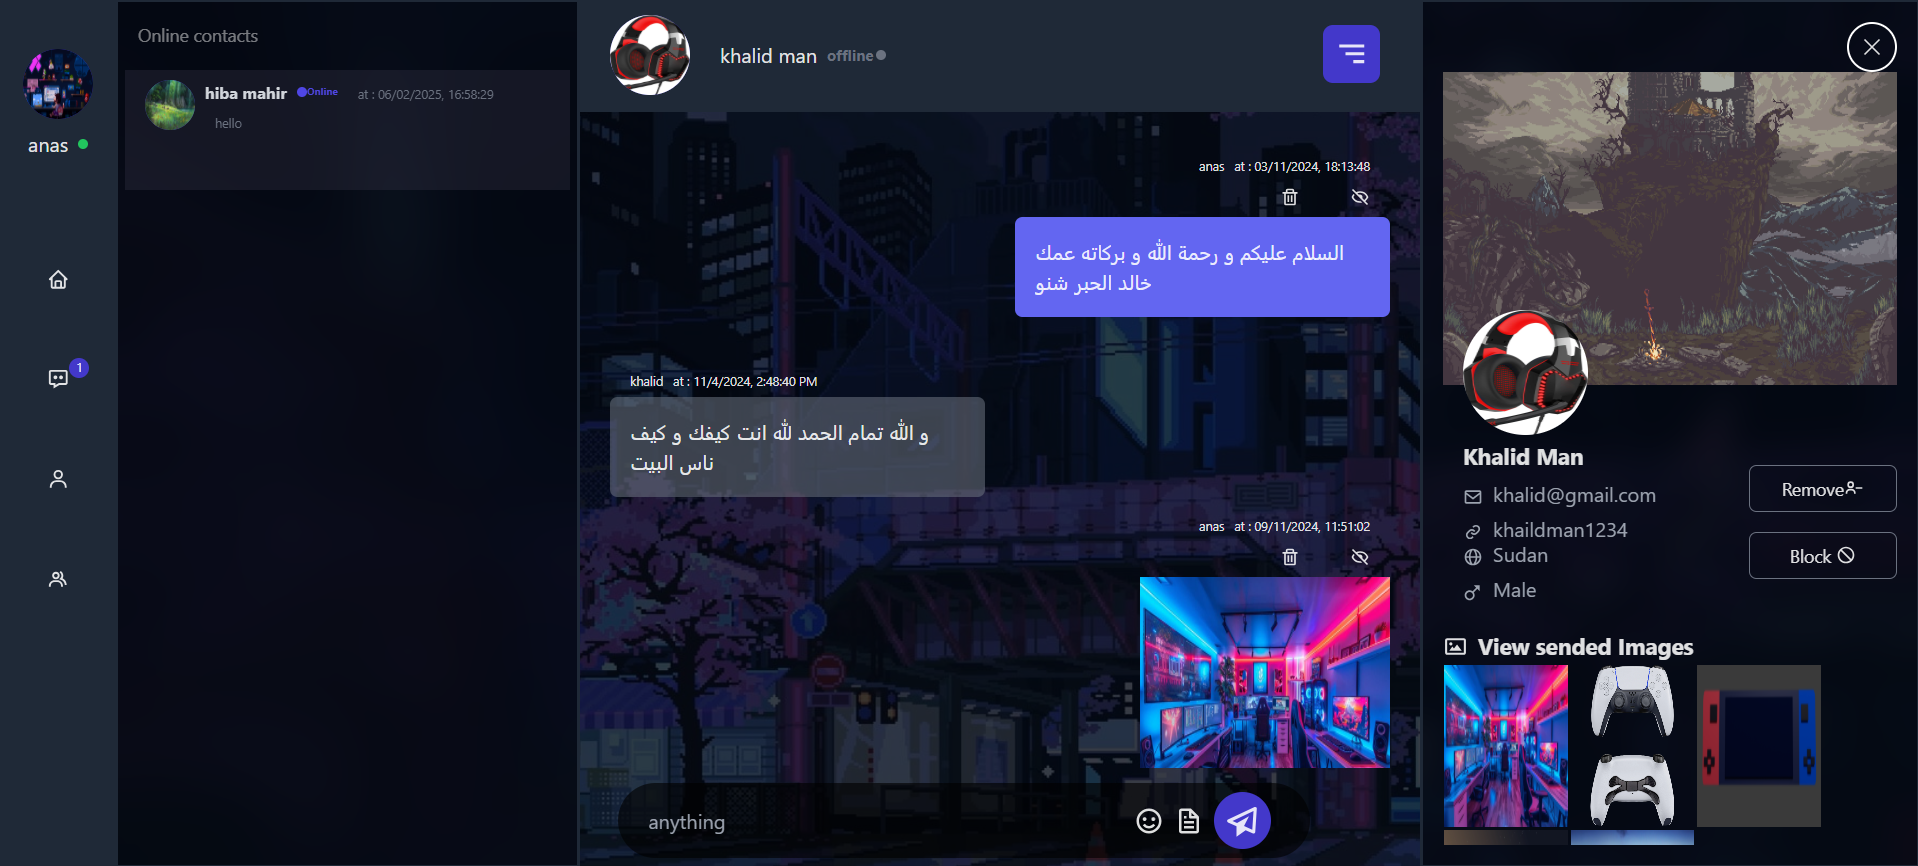 anas
1
Online contacts
hiba mahir Online at : 06/02/2025, 16:58:29
hello
khalid man offline
anas at : 03/11/2024, 18:13:48
السلام عليكم و رحمة الله و بركاته عمك
خالد الحبر شنو
khalid at : 11/4/2024, 2:48:40 PM
و الله تمام الحمد لله انت كيفك و كيف
ناس البيت
anas at : 09/11/2024, 11:51:02
anything
Khalid Man
khalid@gmail.com
khaildman1234
Sudan
Male
Remove
Block
View sended Images